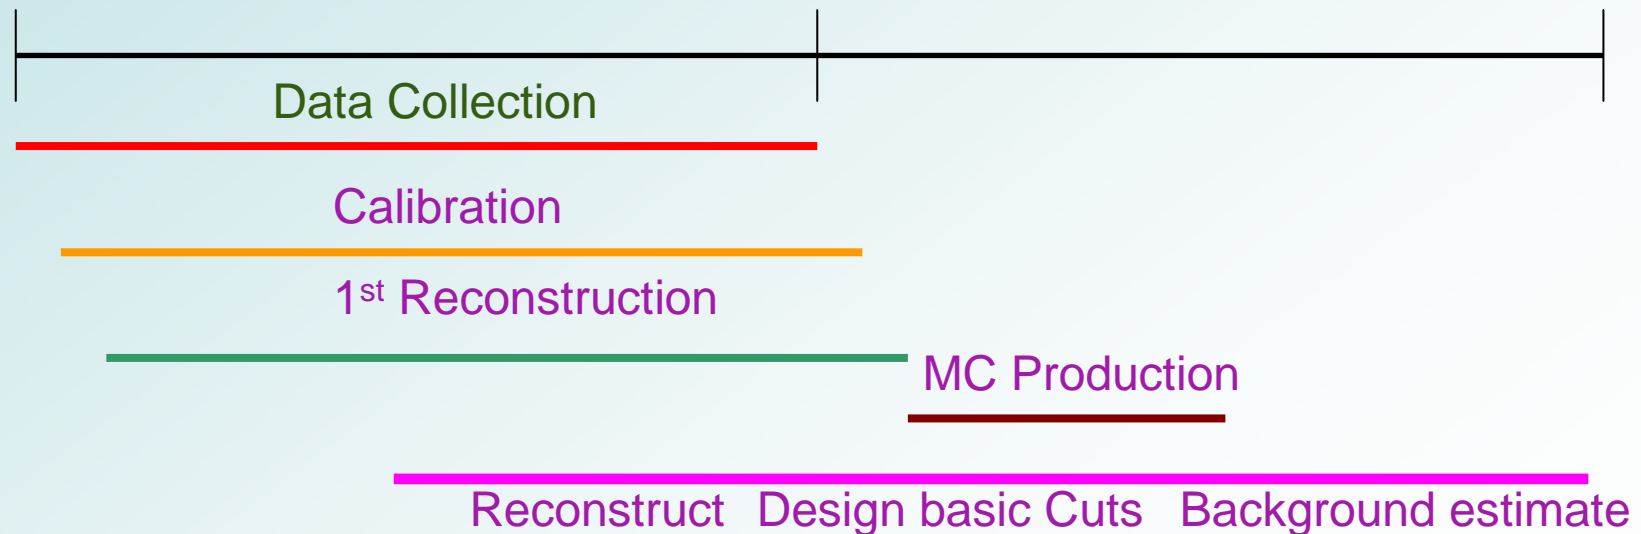 Data Collection
Calibration
1st Reconstruction
MC Production
Reconstruct Design basic Cuts Background estimate